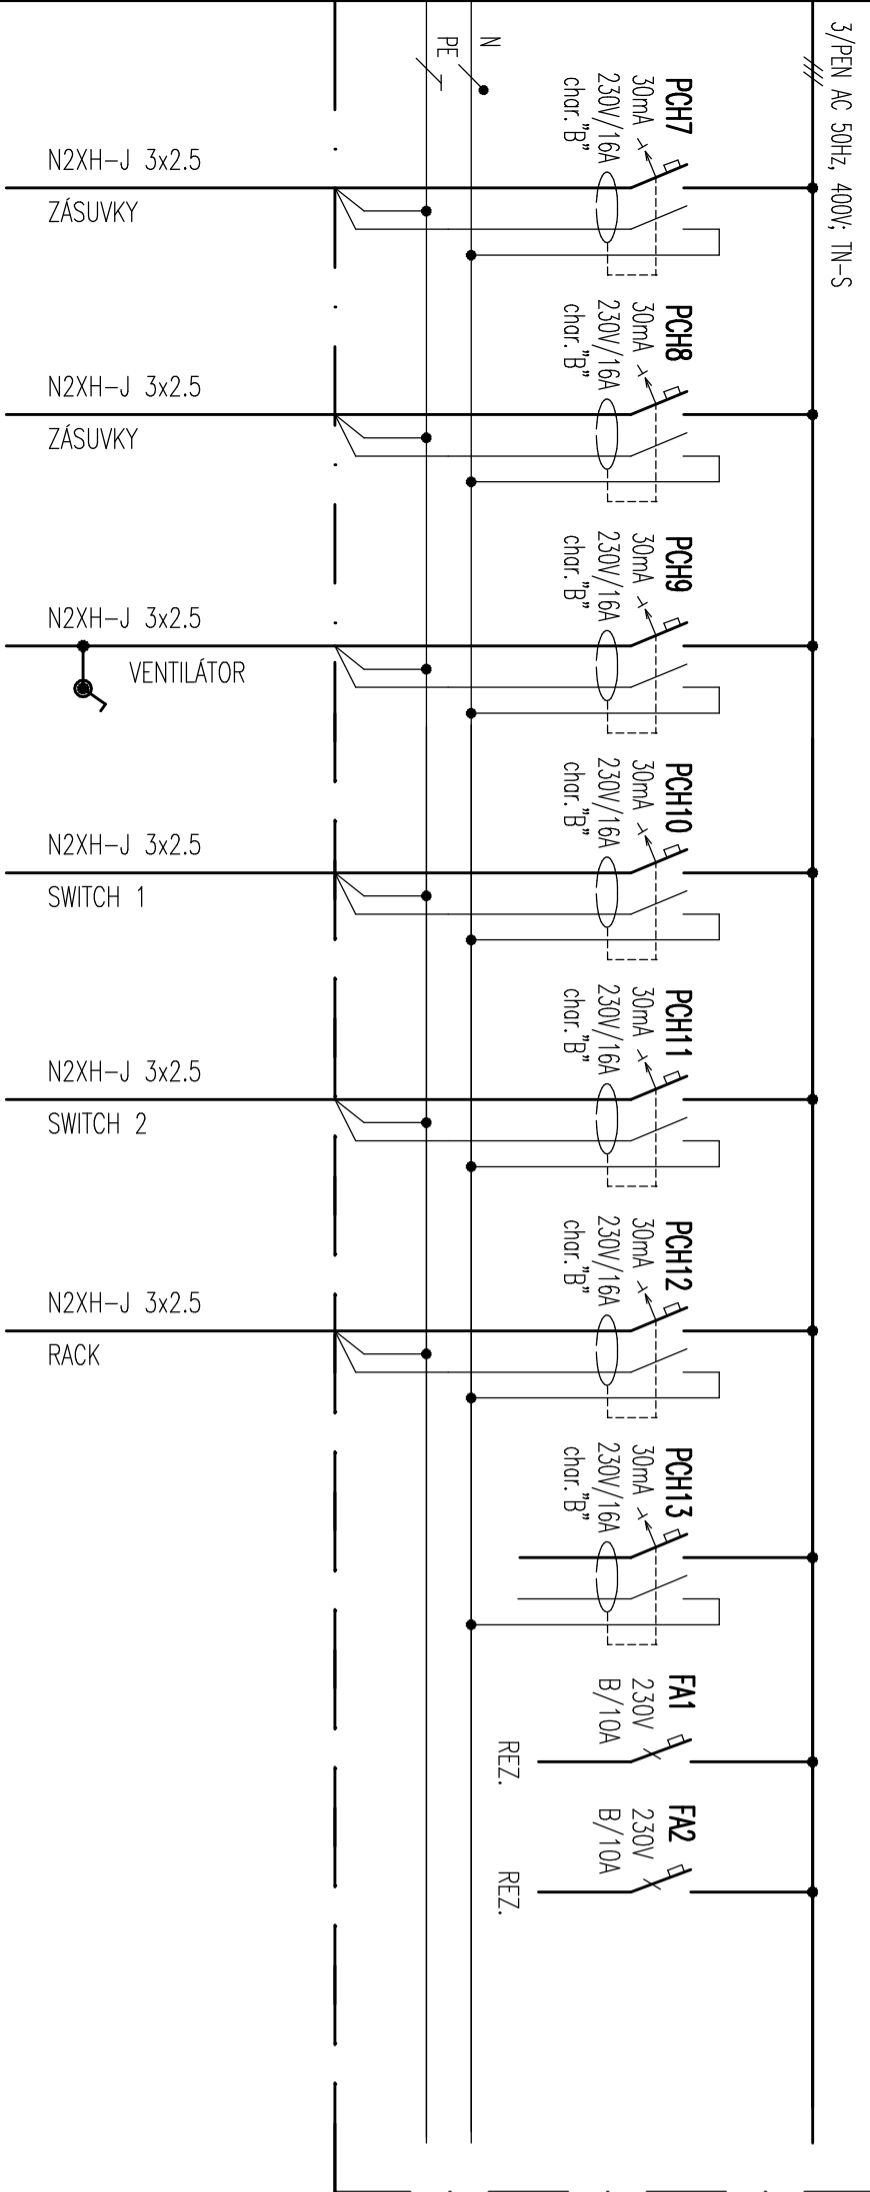 3/PEN AC 50Hz, 400V; TN-S
N
PE
PCH7
30mA
230V/16A
char. "B"
N2XH-J 3x2.5
ZÁSUVKY
PCH8
30mA
230V/16A
char. "B"
N2XH-J 3x2.5
ZÁSUVKY
PCH9
30mA
230V/16A
char. "B"
N2XH-J 3x2.5
VENTILÁTOR
PCH10
30mA
230V/16A
char. "B"
N2XH-J 3x2.5
SWITCH 1
PCH11
30mA
230V/16A
char. "B"
N2XH-J 3x2.5
SWITCH 2
PCH12
30mA
230V/16A
char. "B"
N2XH-J 3x2.5
RACK
PCH13
30mA
230V/16A
char. "B"
FA1
230V
B/10A
REZ.
FA2
230V
B/10A
REZ.